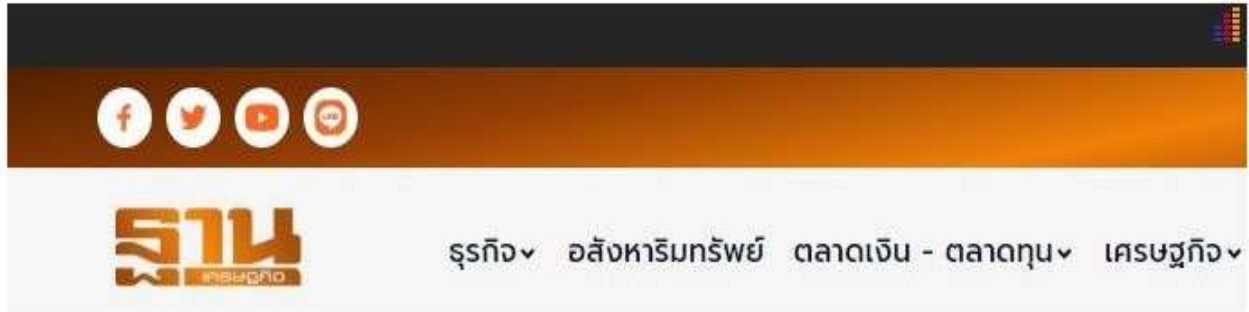 LINE
ฐาน
เศรษฐกิจ
ธุรกิจ อสังหาริมทรัพย์ ตลาดเงิน - ตลาดทุน เศรษฐกิจ